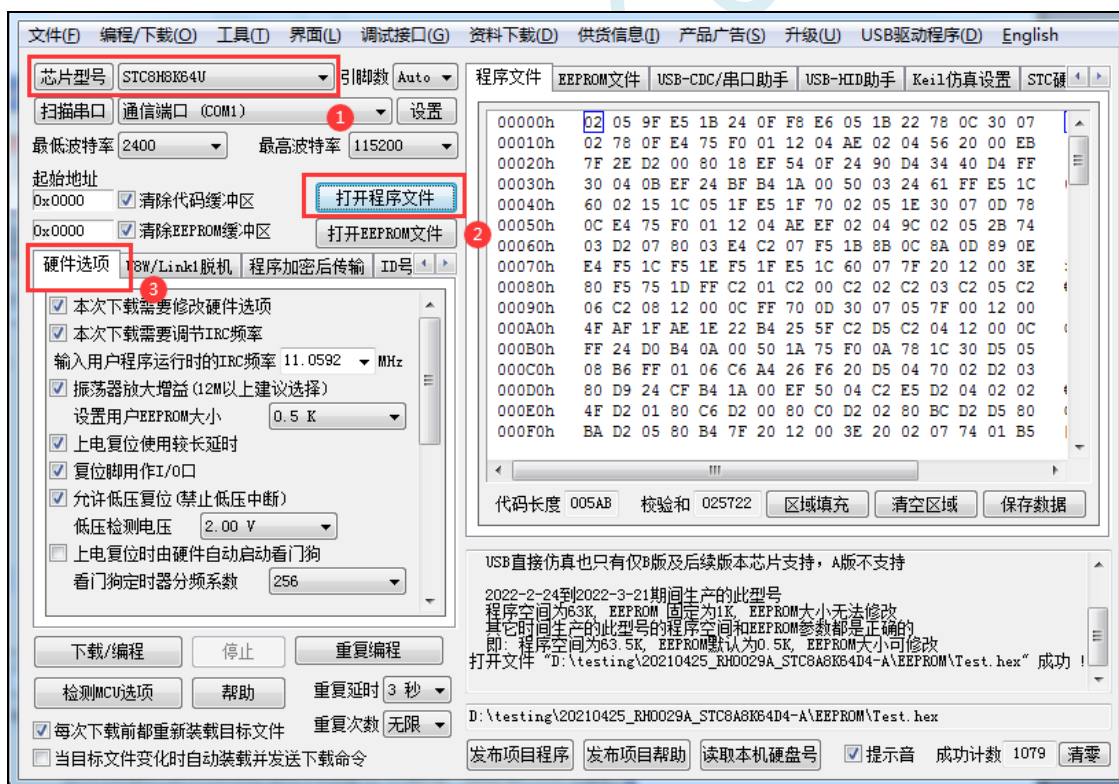 文件(F) 编程/下载(O) 工具(T) 界面(L) 调试接口(G) 资料下载(D) 供货信息(I) 产品广告(S) 升级(U) USB驱动程序(D) English
芯片型号 STC8H8K64U 引脚数 Auto
扫描串口 通信端口 (COM1) 设置
1
最低波特率 2400 最高波特率 115200
起始地址
0x0000 清除代码缓冲区 打开程序文件
0x0000 清除EEPROM缓冲区 打开EEPROM文件
2
硬件选项 U8W/Link1脱机 程序加密后传输 ID号
3
本次下载需要修改硬件选项
本次下载需要调节IRC频率
输入用户程序运行时的IRC频率 11.0592 MHz
振荡器放大增益(12M以上建议选择)
设置用户EEPROM大小 0.5 K
上电复位使用较长延时
复位脚用作I/O口
允许低压复位(禁止低压中断)
低压检测电压 2.00 V
上电复位时由硬件自动启动看门狗
看门狗定时器分频系数 256
下载/编程 停止 重复编程
检测MCU选项 帮助 重复延时 3 秒
每次下载前都重新装载目标文件 重复次数 无限
当目标文件变化时自动装载并发送下载命令
程序文件 EEPROM文件 USB-CDC/串口助手 USB-HID助手 Keil仿真设置 STC硬
00000h 02 05 9F E5 1B 24 0F F8 E6 05 1B 22 78 0C 30 07
00010h 02 78 0F E4 75 F0 01 12 04 AE 02 04 56 20 00 EB
00020h 7F 2E D2 00 80 18 EF 54 0F 24 90 D4 34 40 D4 FF
00030h 30 04 0B EF 24 BF B4 1A 00 50 03 24 61 FF E5 1C
00040h 60 02 15 1C 05 1F E5 1F 70 02 05 1E 30 07 0D 78
00050h 0C E4 75 F0 01 12 04 AE EF 02 04 9C 02 05 2B 74
00060h 03 D2 07 80 03 E4 C2 07 F5 1B 8B 0C 8A 0D 89 0E
00070h E4 F5 1C F5 1E F5 1F E5 1C 60 07 7F 20 12 00 3E
00080h 80 F5 75 1D FF C2 01 C2 00 C2 02 C2 03 C2 05 C2
00090h 06 C2 08 12 00 0C FF 70 0D 30 07 05 7F 00 12 00
000A0h 4F AF 1F AE 1E 22 B4 25 5F C2 D5 C2 04 12 00 0C
000B0h FF 24 D0 B4 0A 00 50 1A 75 F0 0A 78 1C 30 D5 05
000C0h 08 B6 FF 01 06 C6 A4 26 F6 20 D5 04 70 02 D2 03
000D0h 80 D9 24 CF B4 1A 00 EF 50 04 C2 E5 D2 04 02 02
000E0h 4F D2 01 80 C6 D2 00 80 C0 D2 02 80 BC D2 D5 80
000F0h BA D2 05 80 B4 7F 20 12 00 3E 20 02 07 74 01 B5
代码长度 005AB 校验和 025722 区域填充 清空区域 保存数据
USB直接仿真也只有仅B版及后续版本芯片支持，A版不支持
2022-2-24到2022-3-21期间生产的此型号
程序空间为63K, EEPROM 固定为1K, EEPROM大小无法修改
其它时间生产的此型号的程序空间和EEPROM参数都是正确的
即: 程序空间为63.5K, EEPROM默认为0.5K, EEPROM大小可修改
打开文件 "D:\testing\20210425_RH0029A_STC8A8K64D4-A\EEPROM\Test.hex" 成功 !
D:\testing\20210425_RH0029A_STC8A8K64D4-A\EEPROM\Test.hex
发布项目程序 发布项目帮助 读取本机硬盘号 提示音 成功计数 1079 清零